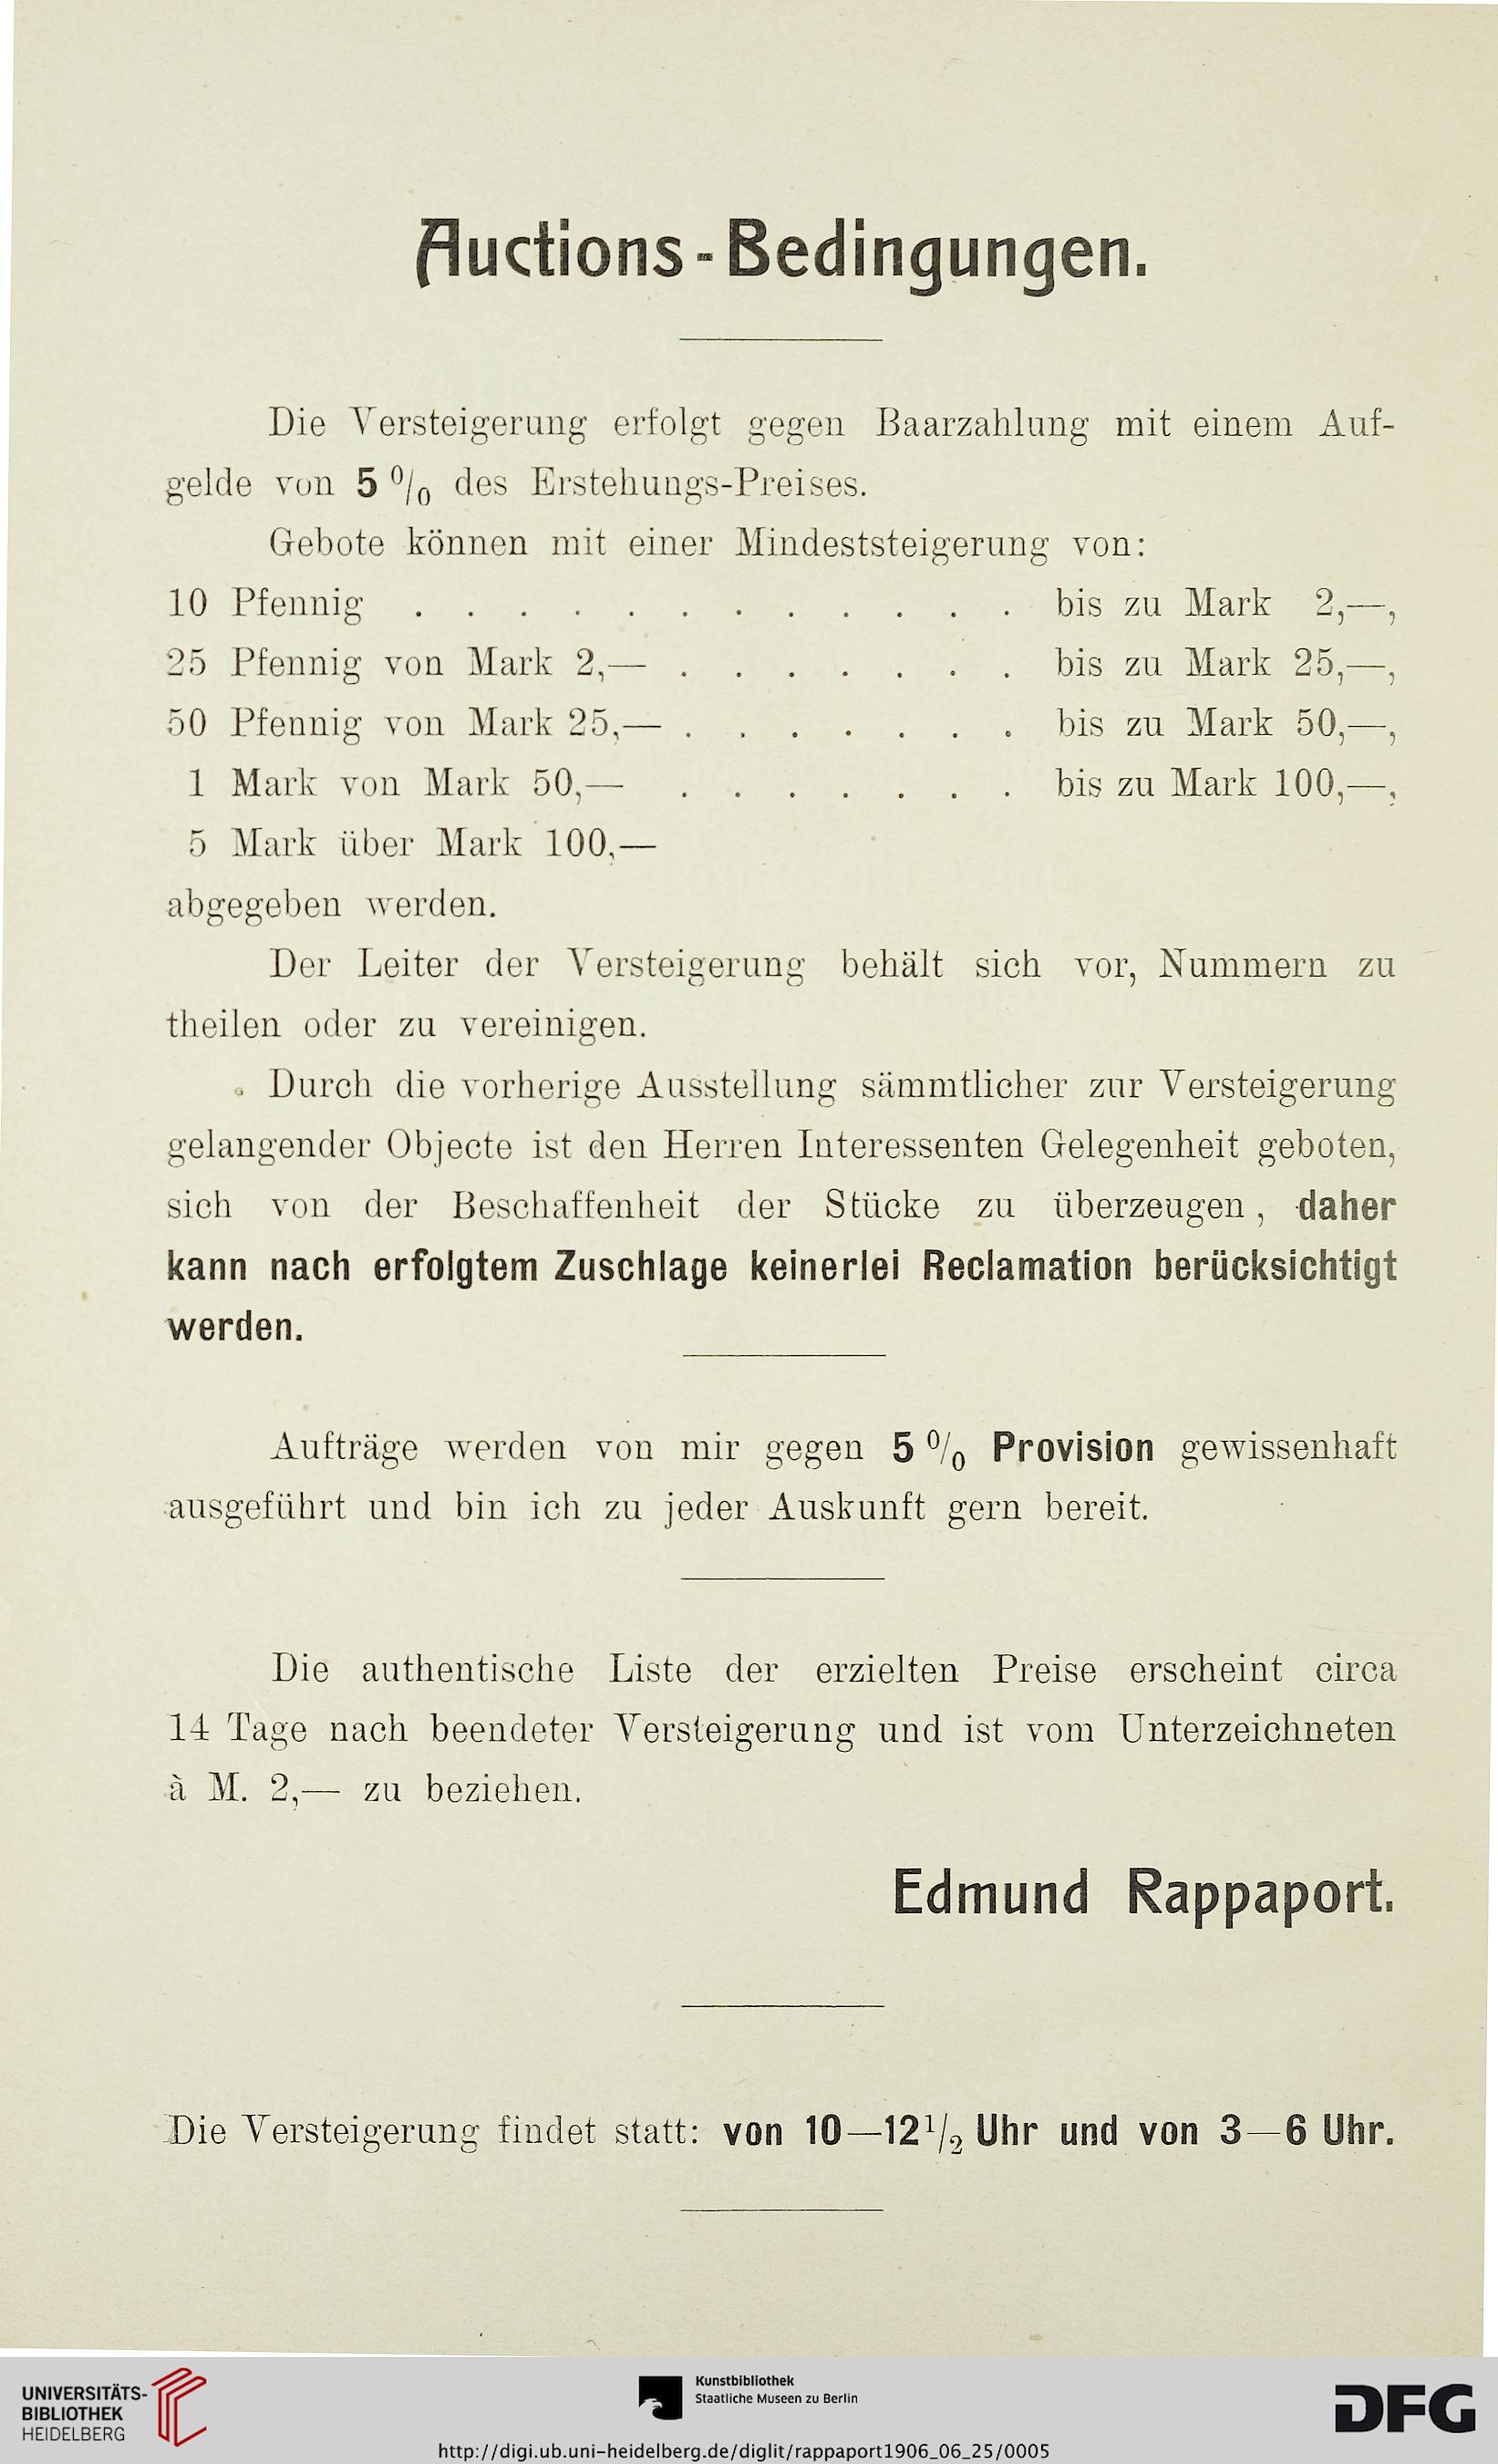 Auctions-Bedingungen.
Die Versteigerung erfolgt gegen Baarzahlung mit einem Auf-
gelde von 5 % des Erstehungs-Preises.
Gebote können mit einer Mindeststeigerung von:
10 Pfennig . . . . . . . . . . . . bis zu Mark 2,—,
25 Pfennig von Mark 2,— . . . . . . . bis zu Mark 25,—,
50 Pfennig von Mark 25,— . . . . . . . bis zu Mark 50,—,
1 Mark von Mark 50,— . . . . . . . bis zu Mark 100,—,
5 Mark über Mark 100,—
abgegeben werden.
Der Leiter der Versteigerung behält sich vor, Nummern zu
theilen oder zu vereinigen.
Durch die vorherige Ausstellung sämmtlicher zur Versteigerung
gelangender Objecte ist den Herren Interessenten Gelegenheit geboten,
sich von der Beschaffenheit der Stücke zu überzeugen, daher
kann nach erfolgtem Zuschlage keinerlei Reclamation berücksichtigt
werden.
Aufträge werden von mir gegen 5 % Provision gewissenhaft
ausgeführt und bin ich zu jeder Auskunft gern bereit.
Die authentische Liste der erzielten Preise erscheint circa
14 Tage nach beendeter Versteigerung und ist vom Unterzeichneten
à M. 2,— zu beziehen.
Edmund Rappaport.
Die Versteigerung findet statt: von 10—12½ Uhr und von 3—6 Uhr.
UNIVERSITÄTS-
BIBLIOTHEK
HEIDELBERG
Kunstbibliothek
Staatliche Museen zu Berlin
DFG
http://digi.ub.uni-heidelberg.de/diglit/rappaport1906_06_25/0005